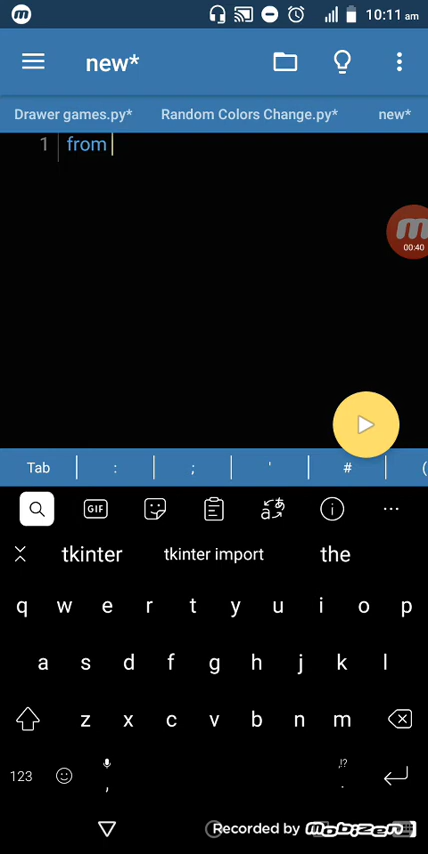 10:11 am
new*
Drawer games.py* Random Colors Change.py* new*
1 from
00:40
Tab : ; ' # (
GIF
tkinter tkinter import the
q w e r t y u i o p
a s d f g h j k l
z x c v b n m
123 , ,!? .
Recorded by mobizen